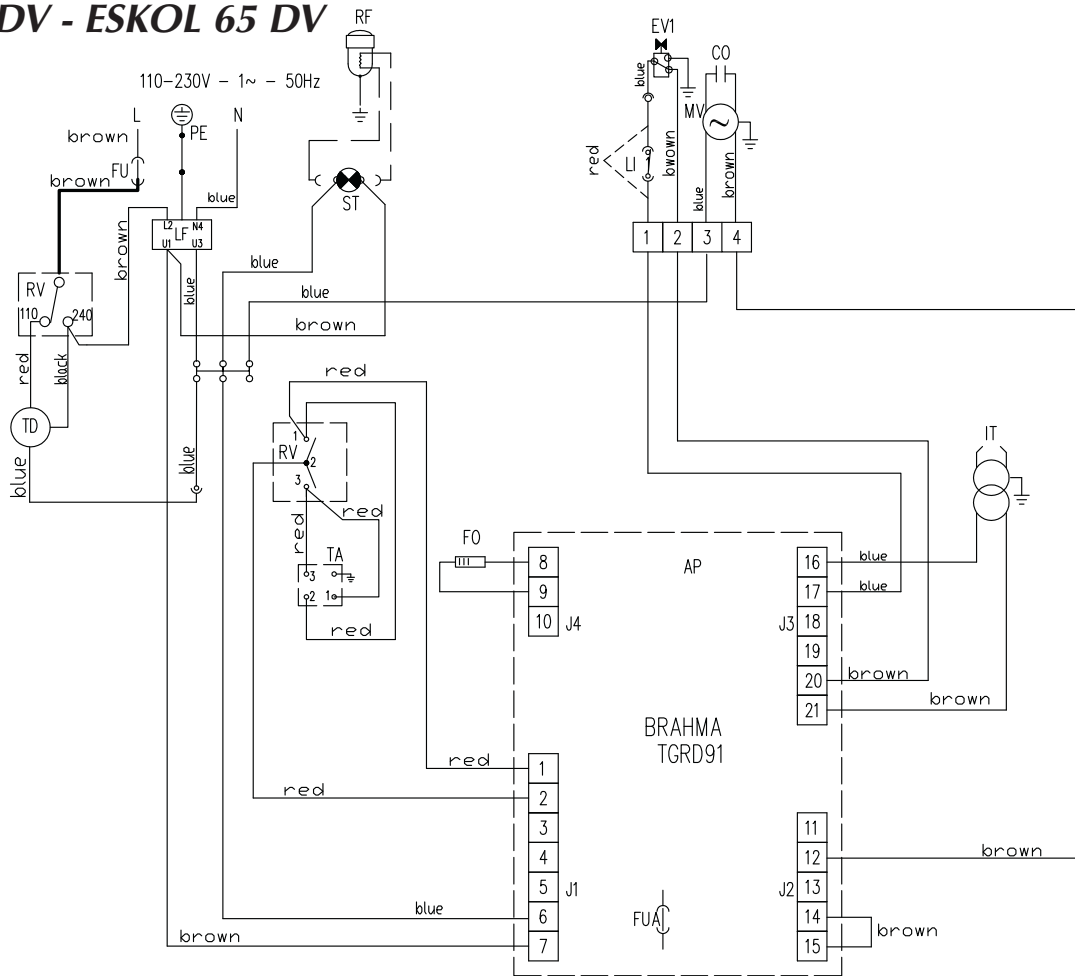 DV - ESKOL 65 DV
RF
110-230V - 1~ - 50Hz
L
PE
N
brown
FU
brown
blue
brown
L2 N4
LF
U1 U3
blue
ST
blue
blue
brown
RV
110 240
red
black
TD
blue
blue
EV1
CO
MV
blue
red
LI
bwown
blue
brown
1 2 3 4
red
1
RV
2
3
red
red
TA
3
2 1
red
IT
FO
8
9
10 J4
AP
16 blue
17 blue
J3 18
19
20 brown
21 brown
BRAHMA
TGRD91
red 1
red 2
3
4
5 J1
blue 6
brown 7
11
12 brown
J2 13
14
15
brown
FUA